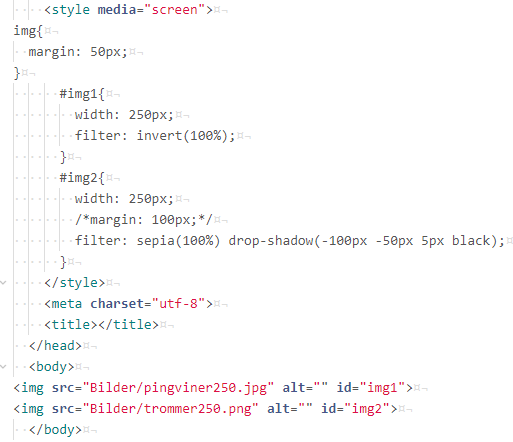 <style media="screen">
img{
margin: 50px;
}
#img1{
width: 250px;
filter: invert(100%);
}
#img2{
width: 250px;
/*margin: 100px;*/
filter: sepia(100%) drop-shadow(-100px -50px 5px black);
}
</style>
<meta charset="utf-8">
<title></title>
</head>
<body>
<img src="Bilder/pingviner250.jpg" alt="" id="img1">
<img src="Bilder/trommer250.png" alt="" id="img2">
</body>